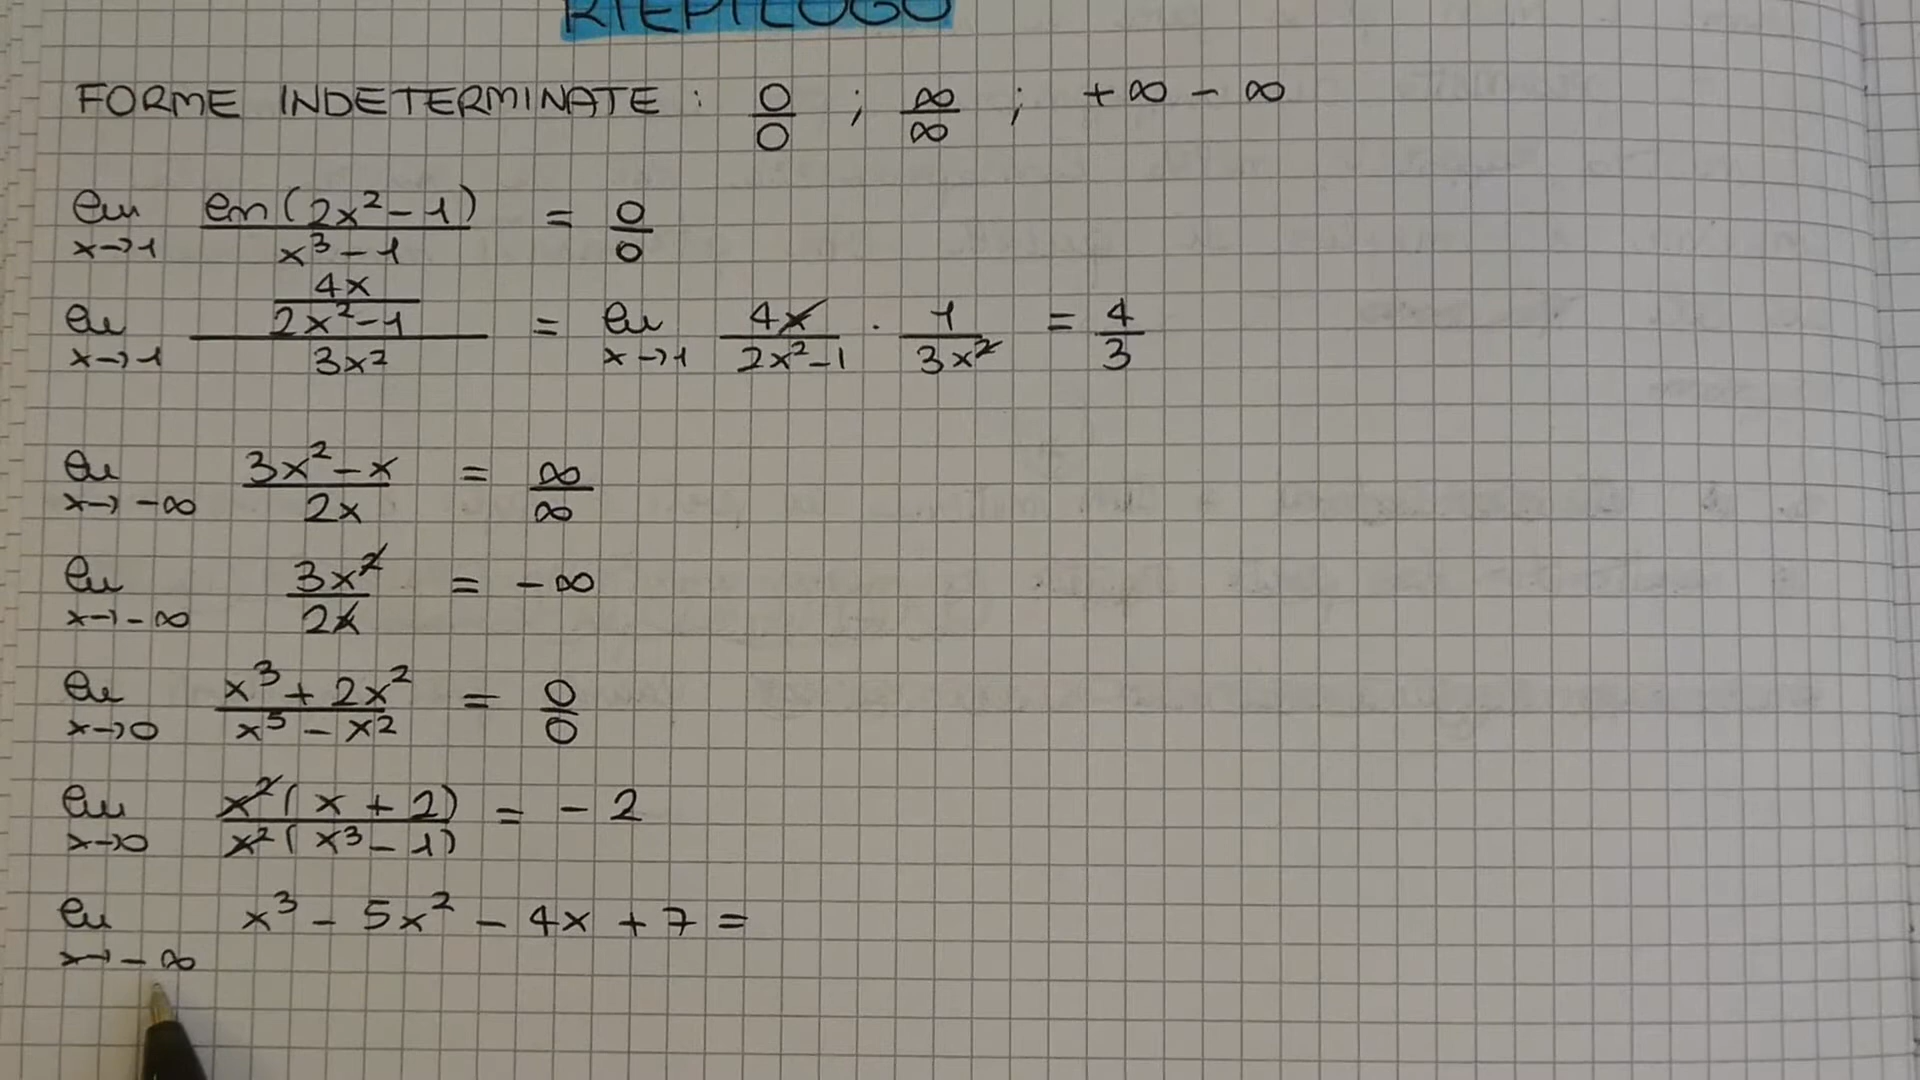 RIEPILOGO
FORME INDETERMINATE : 0/0 ; ∞/∞ ; +∞ - ∞
lim x→1 ln(2x²-1)/(x³-1) = 0/0
lim x→1 (4x/(2x²-1))/(3x²) = lim x→1 4x/(2x²-1) · 1/(3x²) = 4/3
lim x→-∞ (3x²-x)/(2x) = ∞/∞
lim x→-∞ 3x²/(2x) = -∞
lim x→0 (x³+2x²)/(x⁵-x²) = 0/0
lim x→0 x²(x+2)/(x²(x³-1)) = -2
lim x→-∞ x³ - 5x² - 4x + 7 =